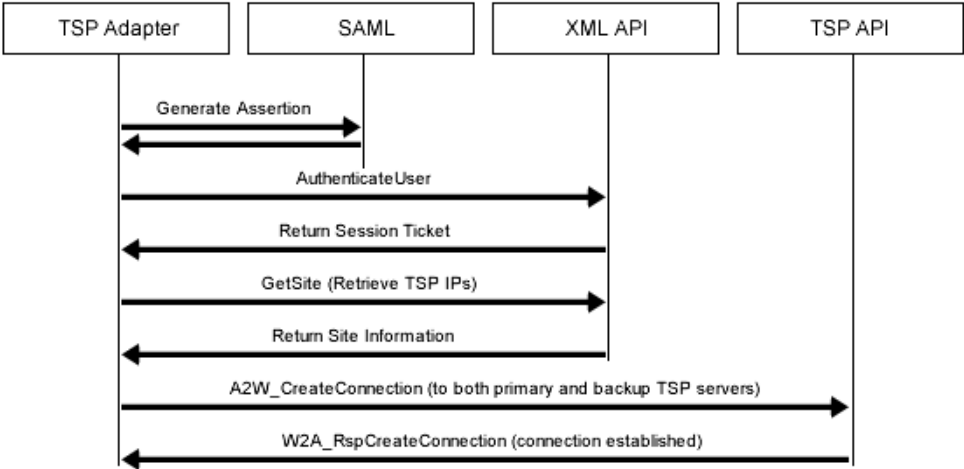 TSP Adapter
SAML
XML API
TSP API
Generate Assertion
AuthenticateUser
Return Session Ticket
GetSite (Retrieve TSP IPs)
Return Site Information
A2W_CreateConnection (to both primary and backup TSP servers)
W2A_RspCreateConnection (connection established)